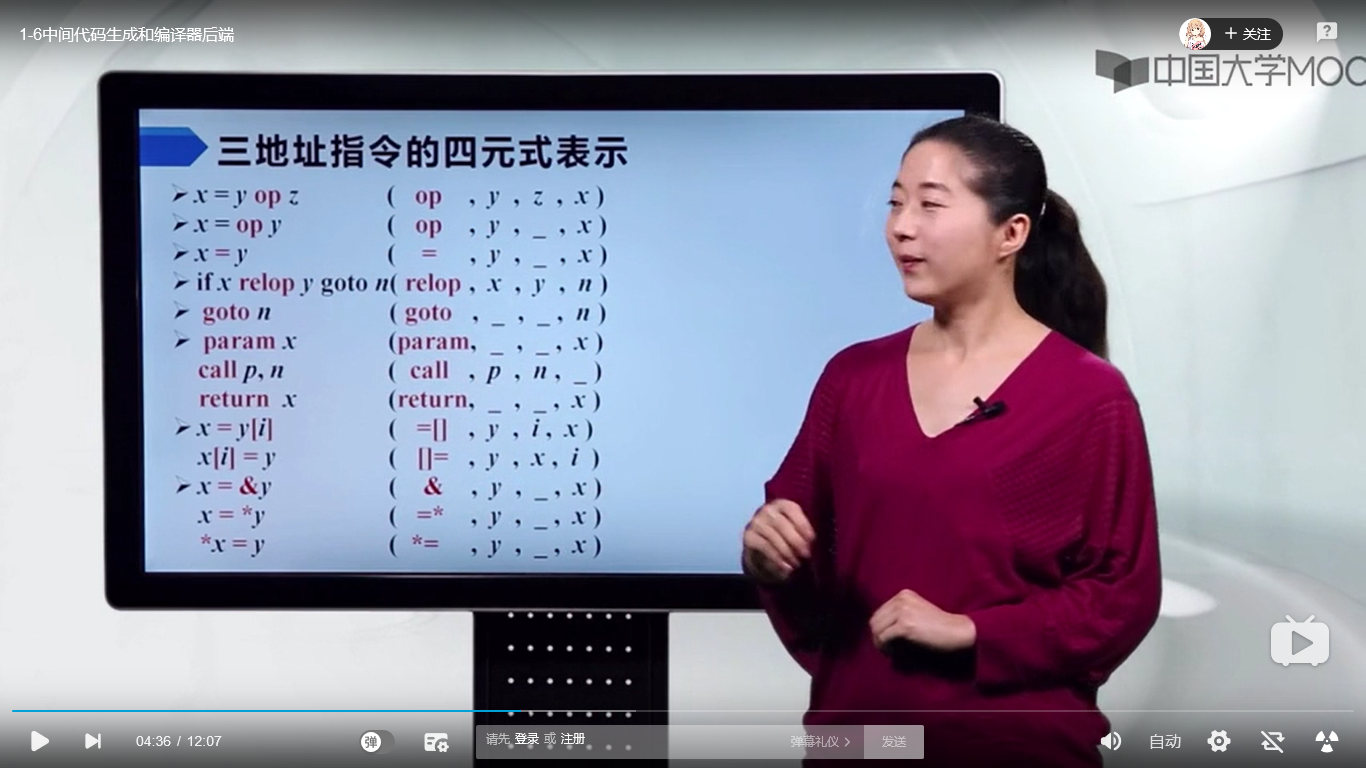 1-6中间代码生成和编译器后端
+ 关注
中国大学MOO
三地址指令的四元式表示
➢ x = y op z ( op , y , z , x )
➢ x = op y ( op , y , _ , x )
➢ x = y ( = , y , _ , x )
➢ if x relop y goto n ( relop , x , y , n )
➢ goto n ( goto , _ , _ , n )
➢ param x (param, _ , _ , x )
call p, n ( call , p , n , _ )
return x (return, _ , _ , x )
➢ x = y[i] ( =[] , y , i , x )
x[i] = y ( []= , y , x , i )
➢ x = &y ( & , y , _ , x )
x = *y ( =* , y , _ , x )
*x = y ( *= , y , _ , x )
04:36 / 12:07
弹
请先 登录 或 注册
弹幕礼仪 >
发送
自动